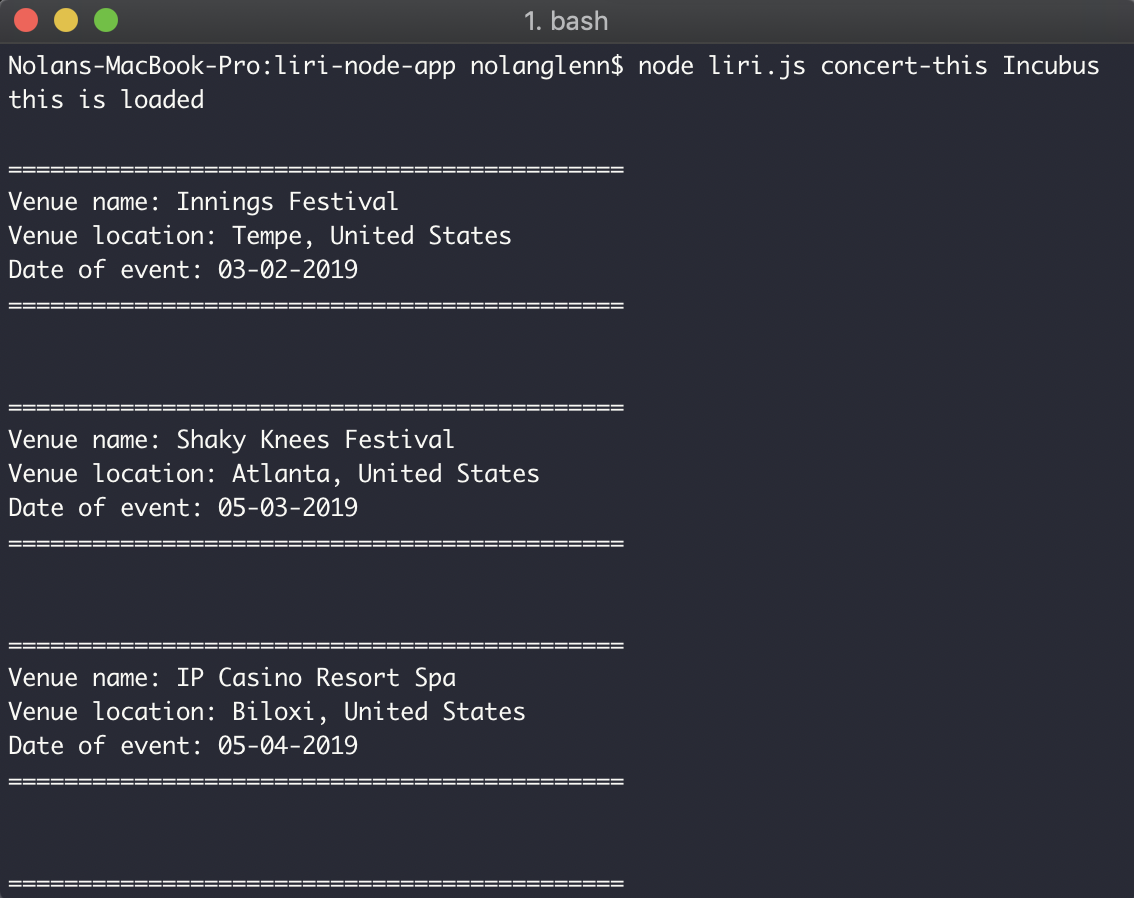 1. bash
Nolans-MacBook-Pro:liri-node-app nolanglenn$ node liri.js concert-this Incubus
this is loaded
============================================
Venue name: Innings Festival
Venue location: Tempe, United States
Date of event: 03-02-2019
============================================
============================================
Venue name: Shaky Knees Festival
Venue location: Atlanta, United States
Date of event: 05-03-2019
============================================
============================================
Venue name: IP Casino Resort Spa
Venue location: Biloxi, United States
Date of event: 05-04-2019
============================================
============================================